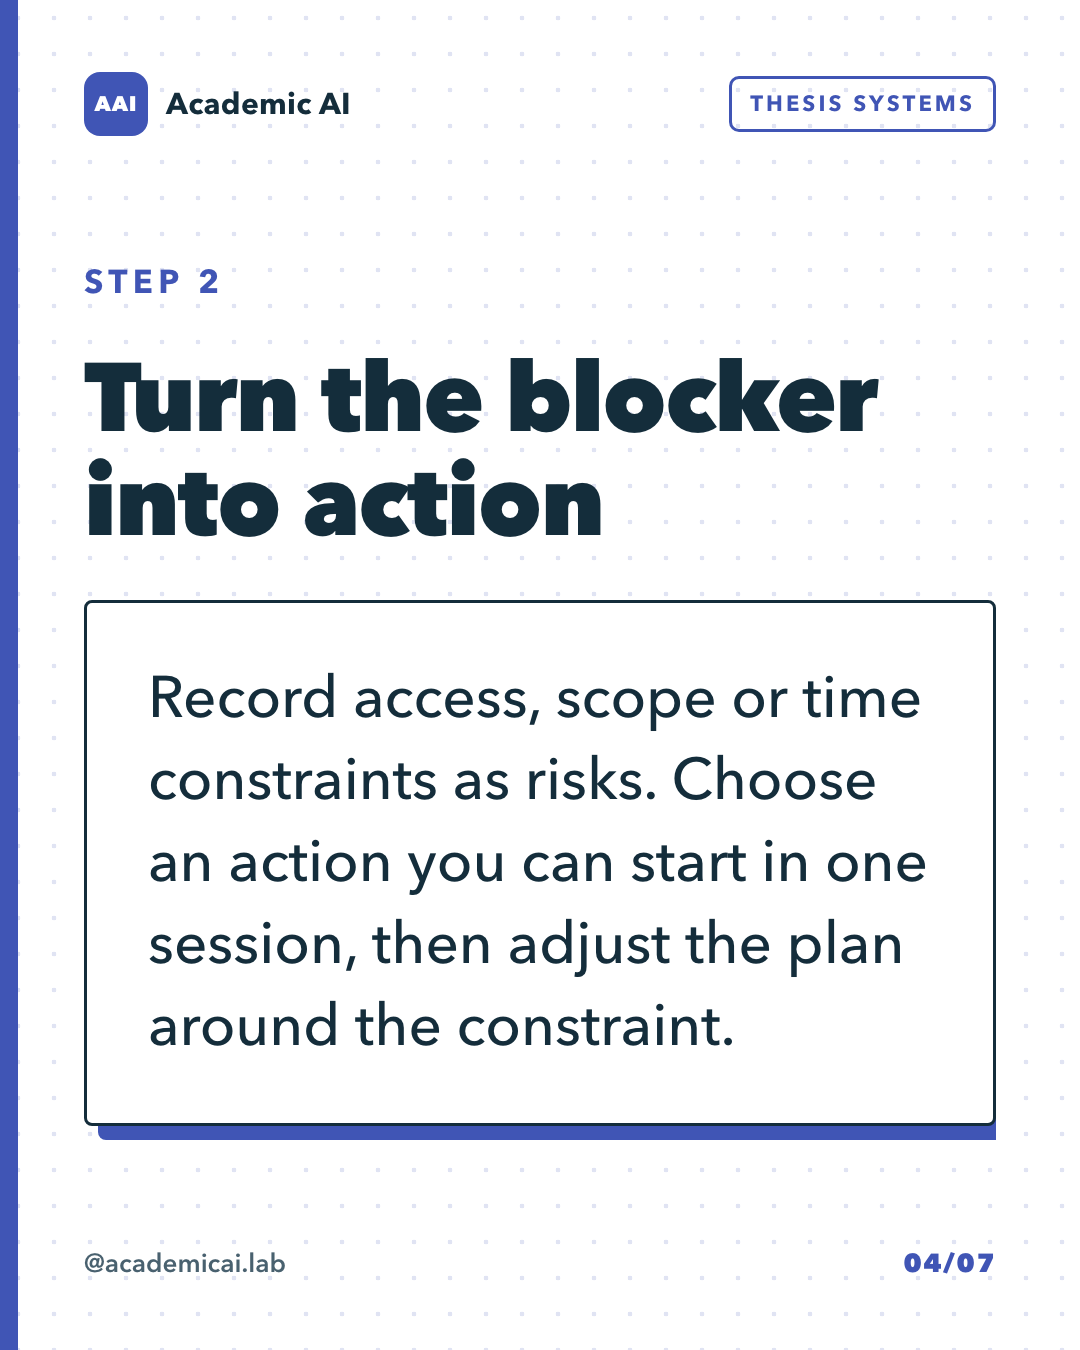 AAI
Academic AI
THESIS SYSTEMS
STEP 2
Turn the blocker
into action
Record access, scope or time
constraints as risks. Choose
an action you can start in one
session, then adjust the plan
around the constraint.
@academicai.lab
04/07